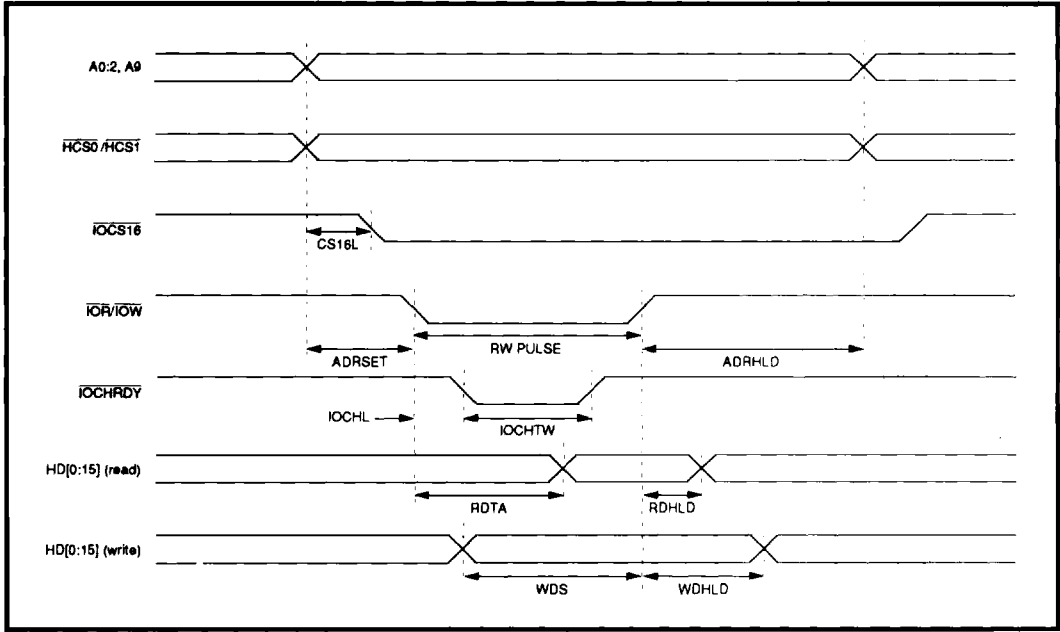 A0:2, A9
HCS0/HCS1
IOCS16
CS16L
IOR/IOW
RW PULSE
ADRSET
ADRHLD
IOCHRDY
IOCHL
IOCHTW
HD[0:15] (read)
RDTA
RDHLD
HD[0:15] (write)
WDS
WDHLD